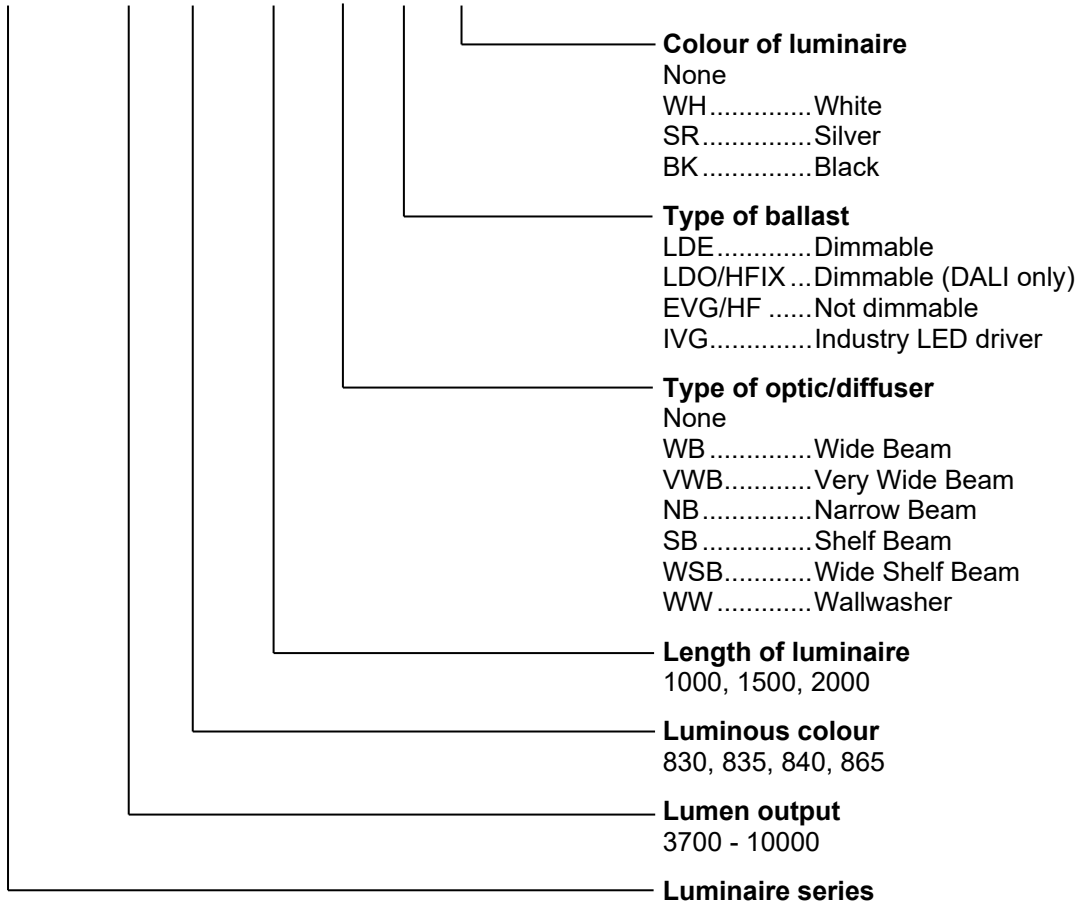 Colour of luminaire
None
WH..............White
SR...............Silver
BK...............Black
Type of ballast
LDE.............Dimmable
LDO/HFIX...Dimmable (DALI only)
EVG/HF ......Not dimmable
IVG..............Industry LED driver
Type of optic/diffuser
None
WB..............Wide Beam
VWB............Very Wide Beam
NB...............Narrow Beam
SB...............Shelf Beam
WSB............Wide Shelf Beam
WW.............Wallwasher
Length of luminaire
1000, 1500, 2000
Luminous colour
830, 835, 840, 865
Lumen output
3700 - 10000
Luminaire series